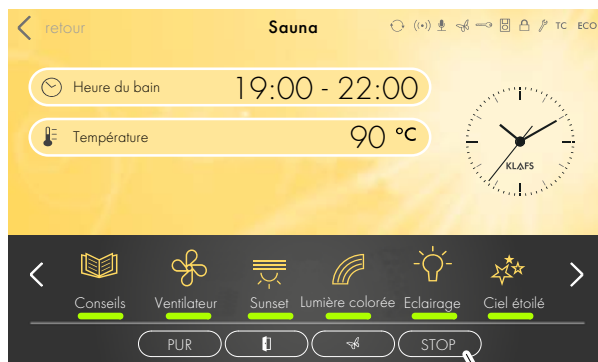 retour
Sauna
TC ECO
Heure du bain 19:00 - 22:00
Température 90 °C
KLAFS
Conseils Ventilateur Sunset Lumière colorée Eclairage Ciel étoilé
PUR STOP